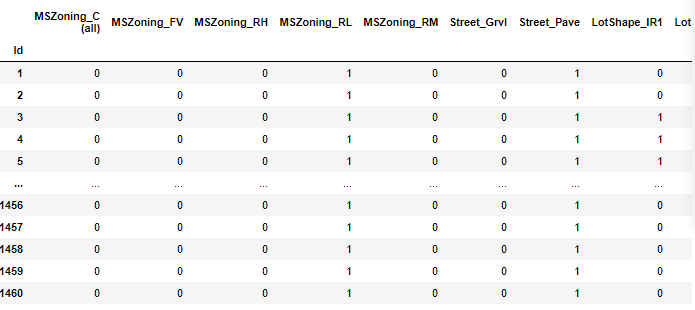 MSZoning_C (all) MSZoning_FV MSZoning_RH MSZoning_RL MSZoning_RM Street_Grvl Street_Pave LotShape_IR1 Lot
Id
1 0 0 0 1 0 0 1 0
2 0 0 0 1 0 0 1 0
3 0 0 0 1 0 0 1 1
4 0 0 0 1 0 0 1 1
5 0 0 0 1 0 0 1 1
... ... ... ... ... ... ... ... ...
1456 0 0 0 1 0 0 1 0
1457 0 0 0 1 0 0 1 0
1458 0 0 0 1 0 0 1 0
1459 0 0 0 1 0 0 1 0
1460 0 0 0 1 0 0 1 0